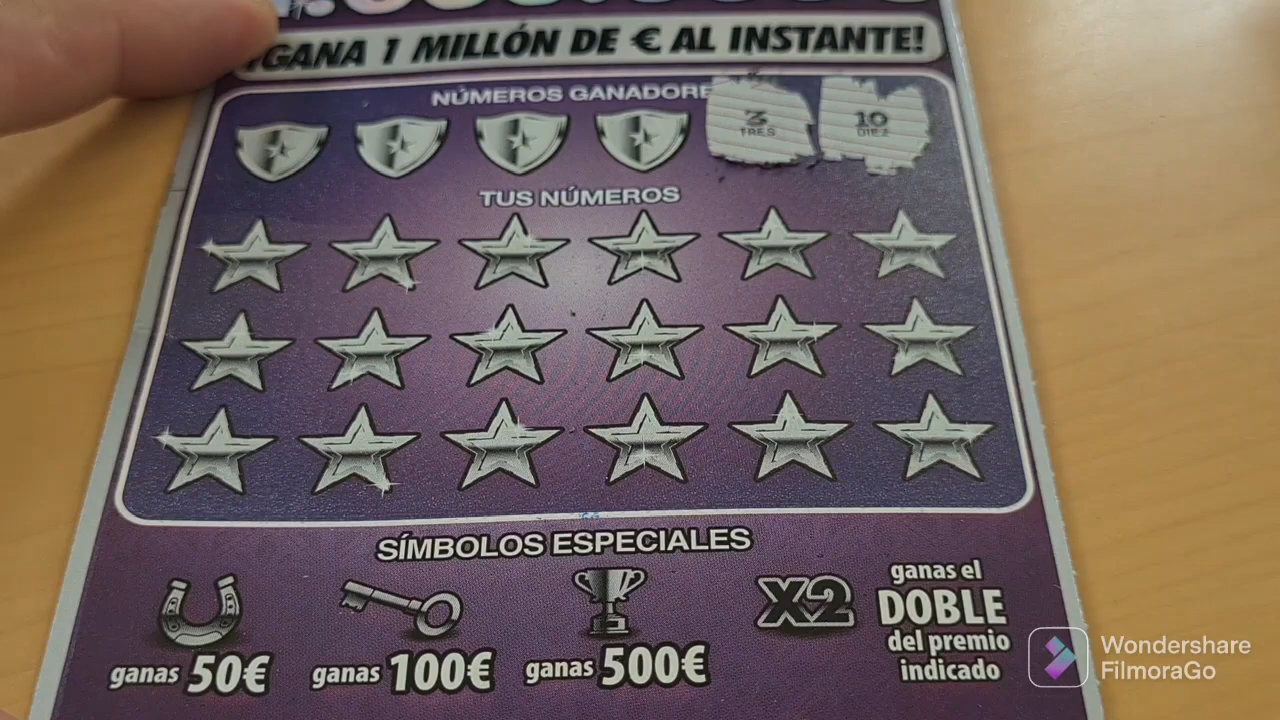 ¡GANA 1 MILLÓN DE € AL INSTANTE!
NÚMEROS GANADORE
3
TRES
10
DIEZ
TUS NÚMEROS
SÍMBOLOS ESPECIALES
ganas 50€
ganas 100€
ganas 500€
X2
ganas el
DOBLE
del premio
indicado
Wondershare
FilmoraGo